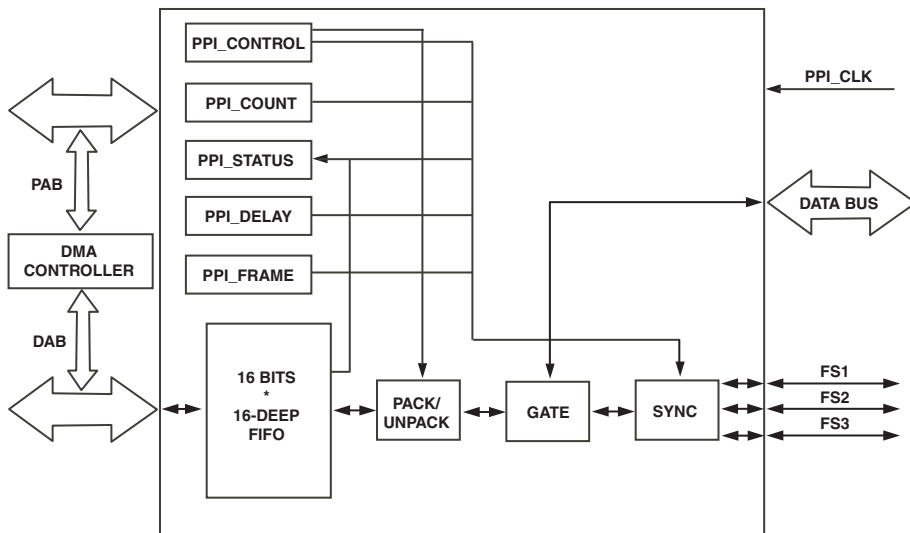 PPI_CONTROL
PPI_COUNT
PPI_STATUS
PPI_DELAY
PPI_FRAME
PAB
DMA
CONTROLLER
DAB
16 BITS
*
16-DEEP
FIFO
PACK/
UNPACK
GATE
SYNC
PPI_CLK
DATA BUS
FS1
FS2
FS3